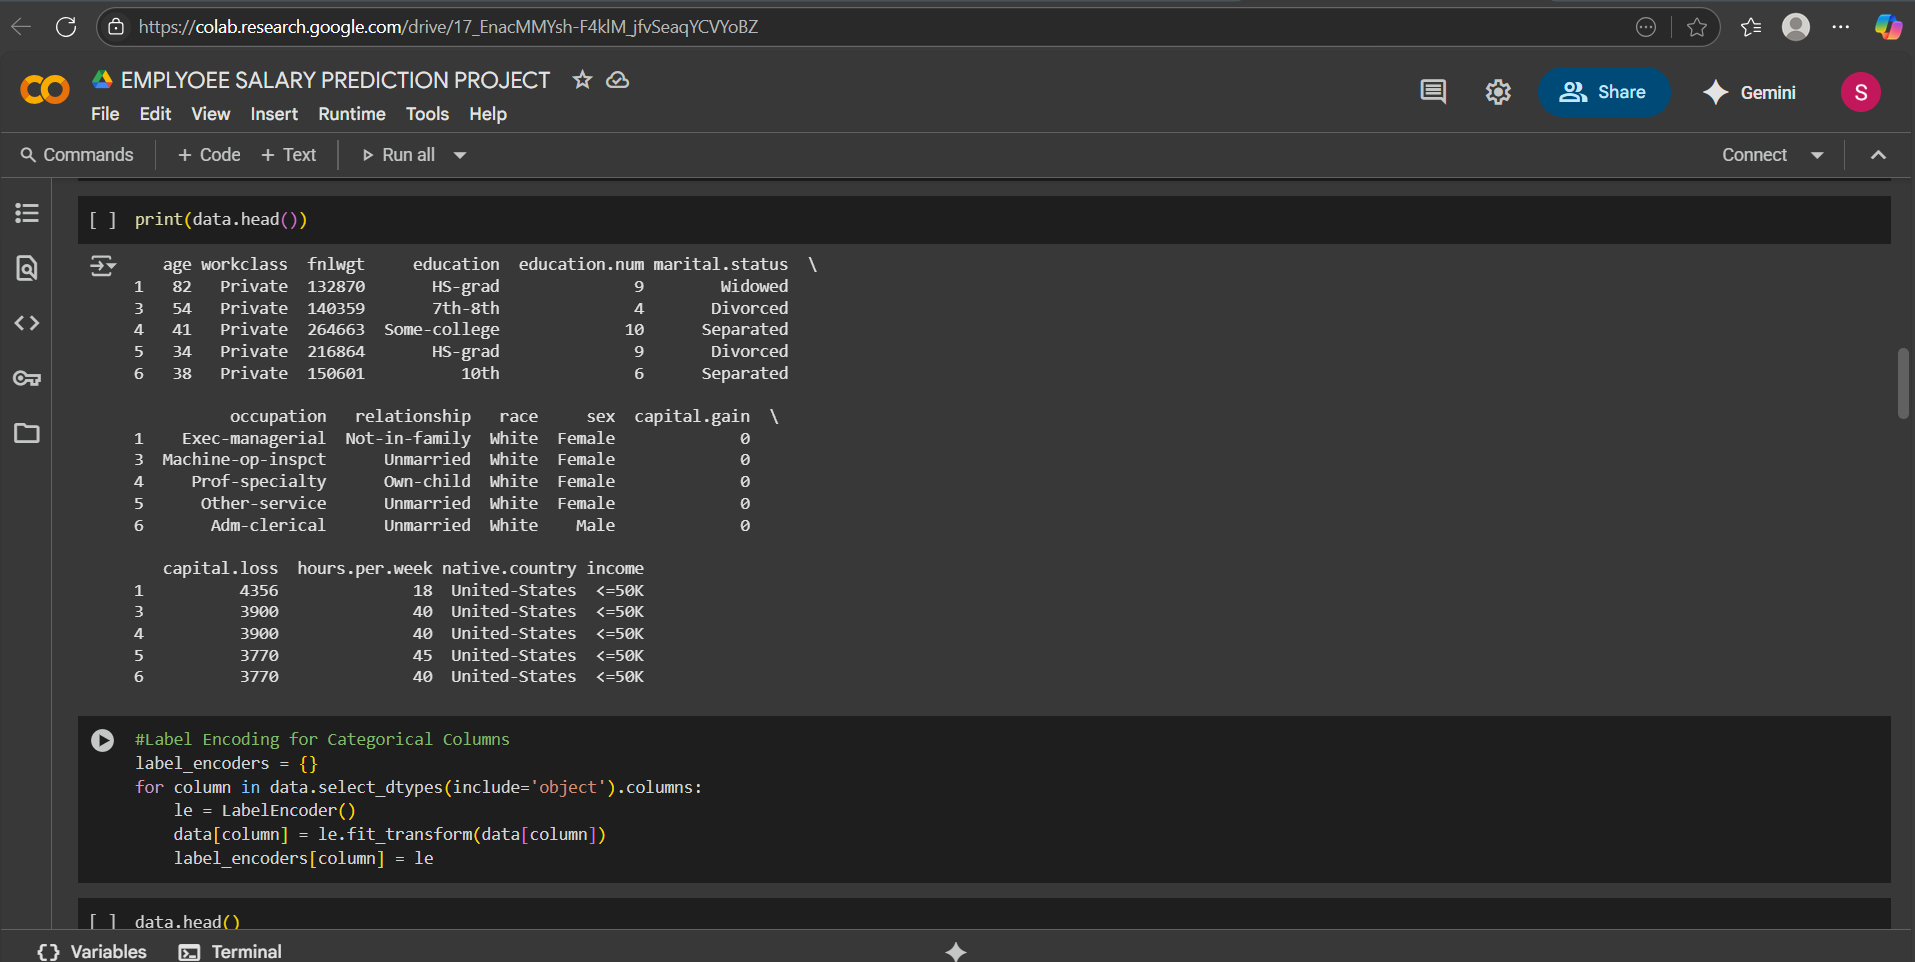 https://colab.research.google.com/drive/17_EnacMMYsh-F4klM_jfvSeaqYCVYoBZ
EMPLYOEE SALARY PREDICTION PROJECT
File Edit View Insert Runtime Tools Help
Share
Gemini
S
Commands + Code + Text Run all
Connect
[ ] print(data.head())
age workclass fnlwgt education education.num marital.status \
1 82 Private 132870 HS-grad 9 Widowed
3 54 Private 140359 7th-8th 4 Divorced
4 41 Private 264663 Some-college 10 Separated
5 34 Private 216864 HS-grad 9 Divorced
6 38 Private 150601 10th 6 Separated
occupation relationship race sex capital.gain \
1 Exec-managerial Not-in-family White Female 0
3 Machine-op-inspct Unmarried White Female 0
4 Prof-specialty Own-child White Female 0
5 Other-service Unmarried White Female 0
6 Adm-clerical Unmarried White Male 0
capital.loss hours.per.week native.country income
1 4356 18 United-States <=50K
3 3900 40 United-States <=50K
4 3900 40 United-States <=50K
5 3770 45 United-States <=50K
6 3770 40 United-States <=50K
#Label Encoding for Categorical Columns
label_encoders = {}
for column in data.select_dtypes(include='object').columns:
le = LabelEncoder()
data[column] = le.fit_transform(data[column])
label_encoders[column] = le
[ ] data.head()
{} Variables Terminal